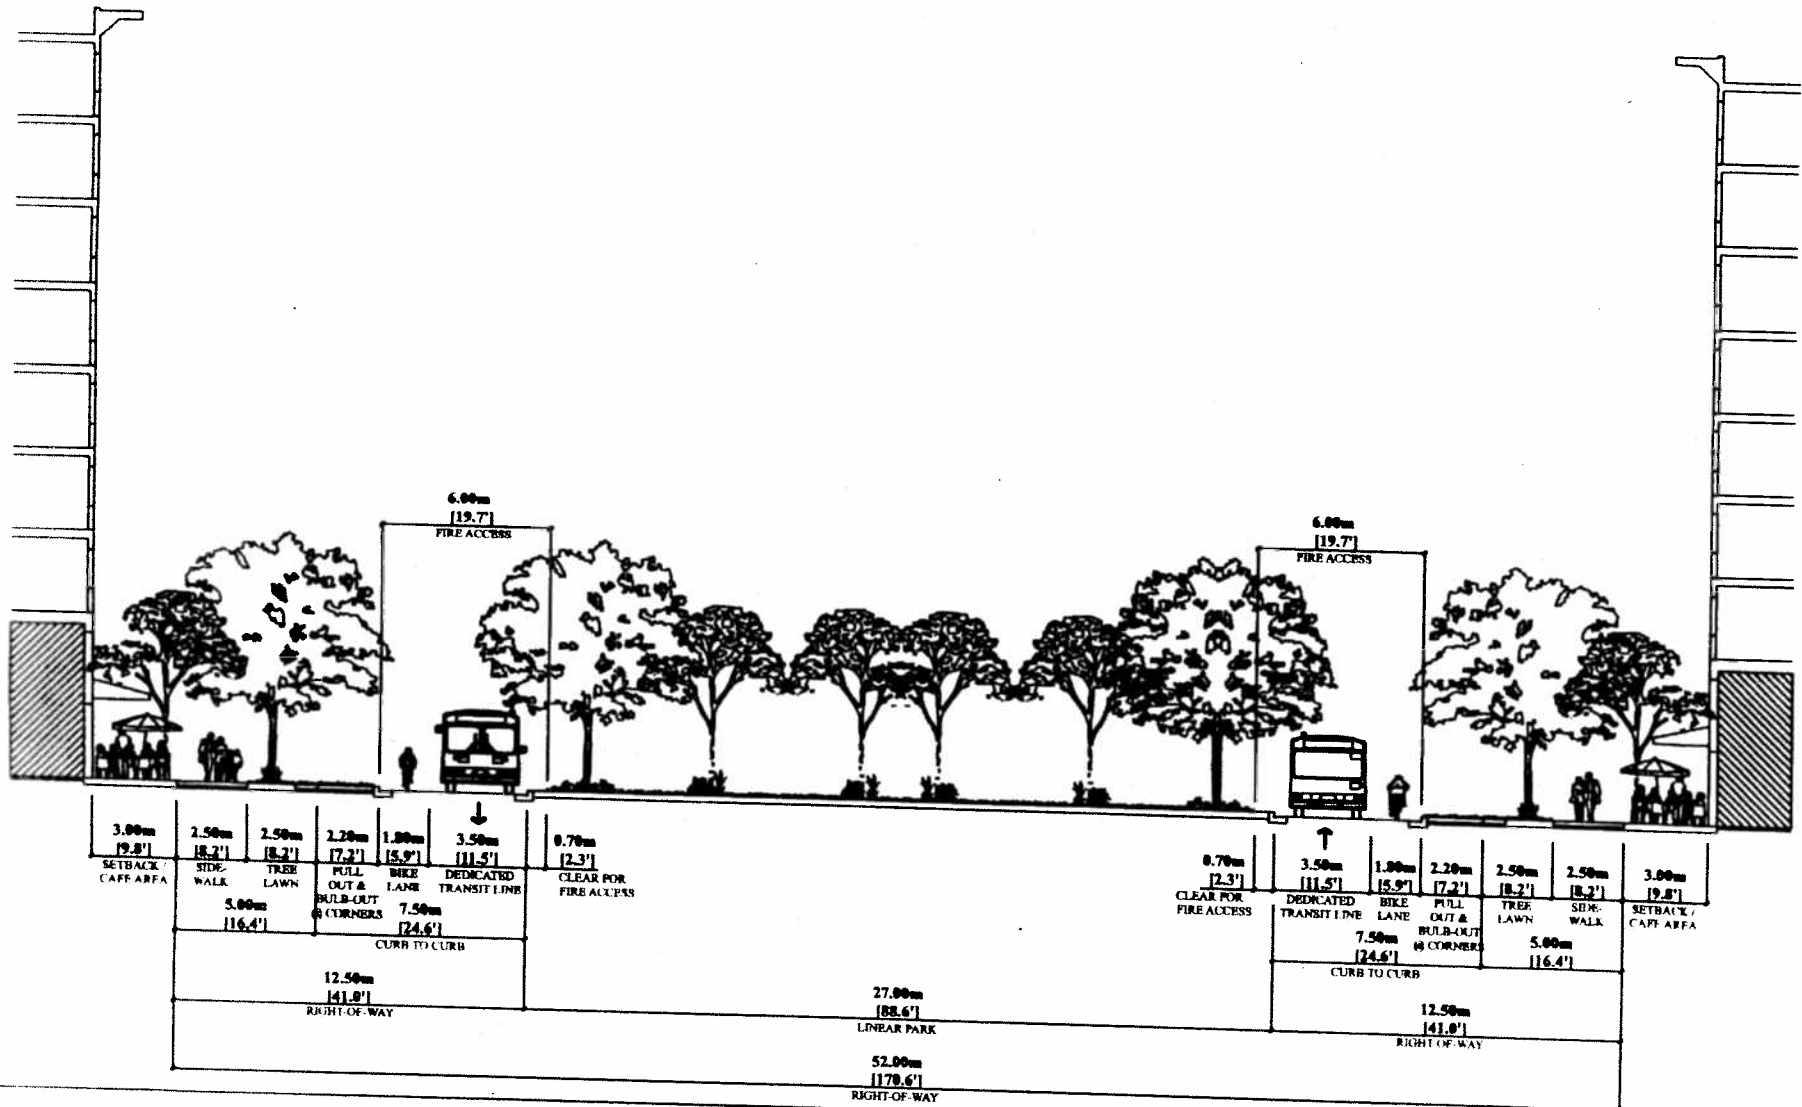 6.00m
[19.7']
FIRE ACCESS
6.00m
[19.7']
FIRE ACCESS
3.00m
[9.8']
SETBACK /
CAFE AREA
2.50m
[8.2']
SIDE-
WALK
2.50m
[8.2']
TREE
LAWN
2.20m
[7.2']
PULL
OUT &
BULB-OUT
@ CORNERS
1.80m
[5.9']
BIKE
LANE
3.50m
[11.5']
DEDICATED
TRANSIT LINE
0.70m
[2.3']
CLEAR FOR
FIRE ACCESS
0.70m
[2.3']
CLEAR FOR
FIRE ACCESS
3.50m
[11.5']
DEDICATED
TRANSIT LINE
1.80m
[5.9']
BIKE
LANE
2.20m
[7.2']
PULL
OUT &
BULB-OUT
@ CORNERS
2.50m
[8.2']
TREE
LAWN
2.50m
[8.2']
SIDE-
WALK
3.00m
[9.8']
SETBACK /
CAFE AREA
5.00m
[16.4']
7.50m
[24.6']
CURB TO CURB
7.50m
[24.6']
CURB TO CURB
5.00m
[16.4']
12.50m
[41.0']
RIGHT-OF-WAY
27.00m
[88.6']
LINEAR PARK
12.50m
[41.0']
RIGHT-OF-WAY
52.00m
[170.6']
RIGHT-OF-WAY